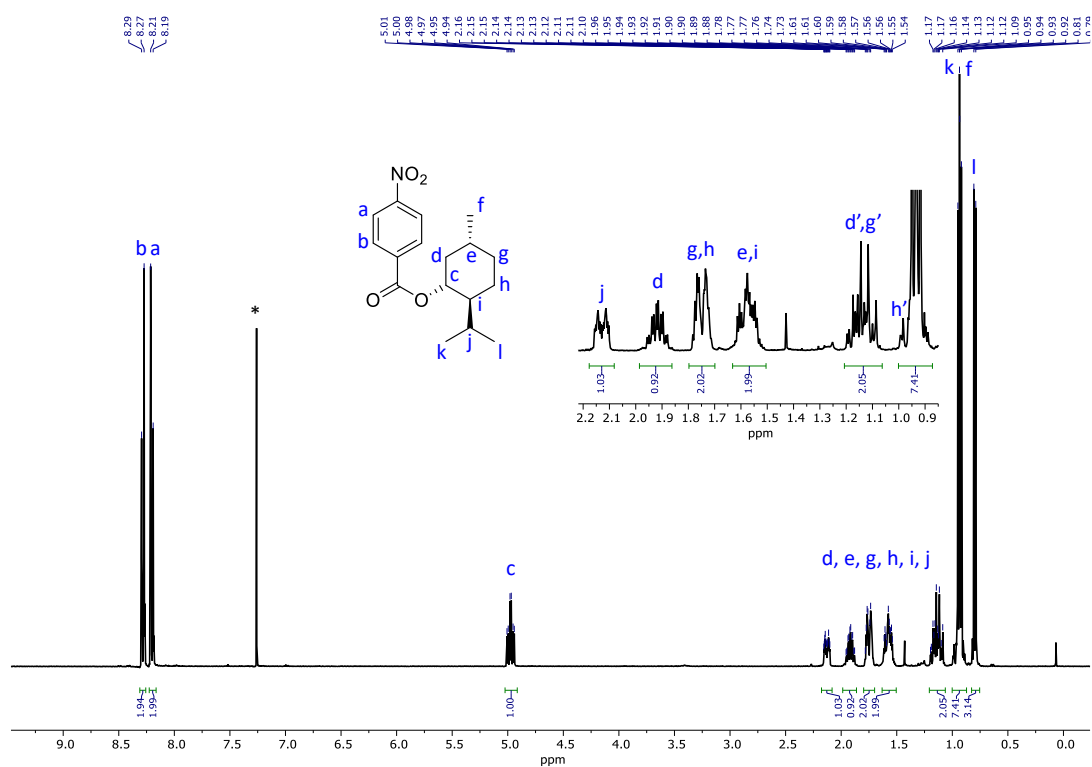 8.29 8.27 8.21 8.19 5.01 5.00 4.98 4.97 4.95 4.94 2.16 2.15 2.15 2.14 2.14 2.13 2.13 2.12 2.11 2.11 2.10 1.96 1.95 1.94 1.93 1.92 1.91 1.90 1.90 1.89 1.88 1.78 1.77 1.77 1.76 1.74 1.73 1.61 1.61 1.60 1.59 1.58 1.57 1.56 1.56 1.55 1.54 1.17 1.17 1.16 1.14 1.13 1.12 1.12 1.09 0.95 0.94 0.93 0.92 0.81 0.79
k f
NO2
a
f
l
b
d
e
g
b a
c
h
O
O
i
*
j
k
l
d',g'
g,h
e,i
d
j
h'
1.03 0.92 2.02 1.99 2.05 7.41
2.2 2.1 2.0 1.9 1.8 1.7 1.6 1.5 1.4 1.3 1.2 1.1 1.0 0.9
ppm
c
d, e, g, h, i, j
1.94 1.99 1.00 1.03 0.92 2.02 1.99 2.05 7.41 3.14
9.0 8.5 8.0 7.5 7.0 6.5 6.0 5.5 5.0 4.5 4.0 3.5 3.0 2.5 2.0 1.5 1.0 0.5 0.0
ppm